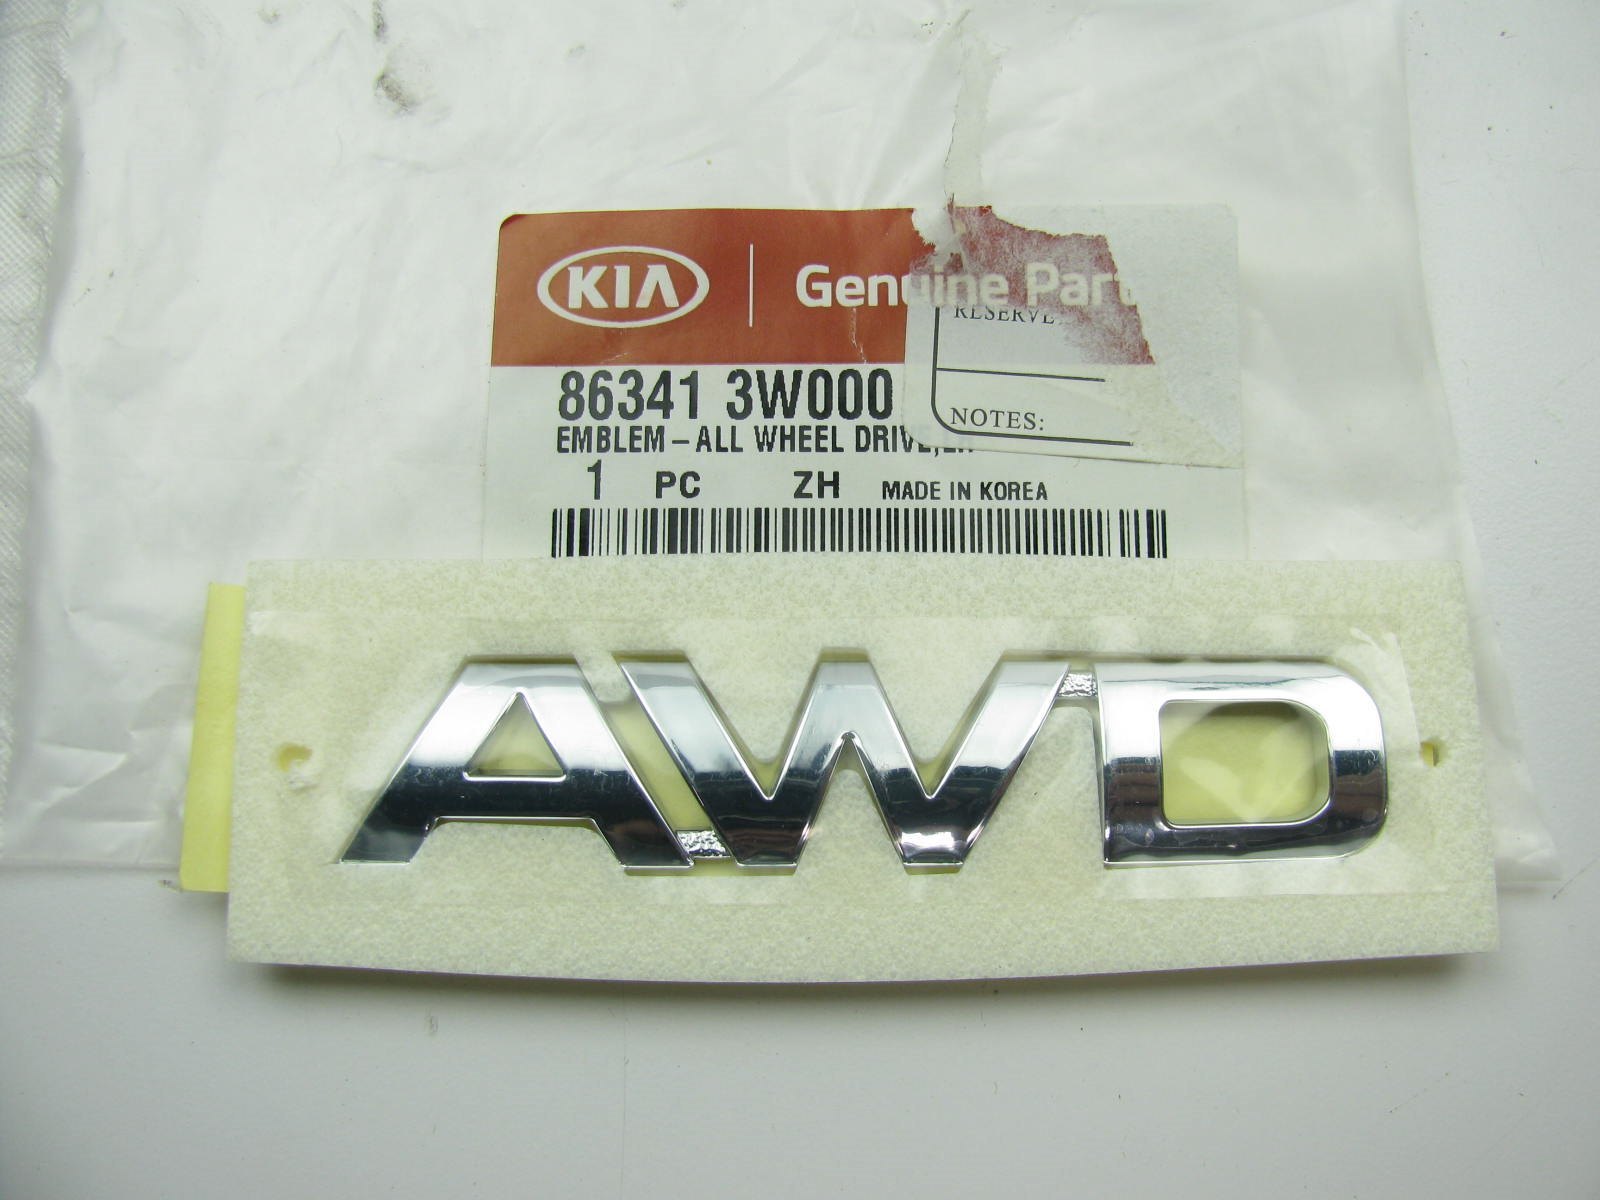 KIA Genuine Part
RESERVE
86341 3W000
NOTES:
EMBLEM-ALL WHEEL DRIVE,
1 PC ZH MADE IN KOREA
AWD